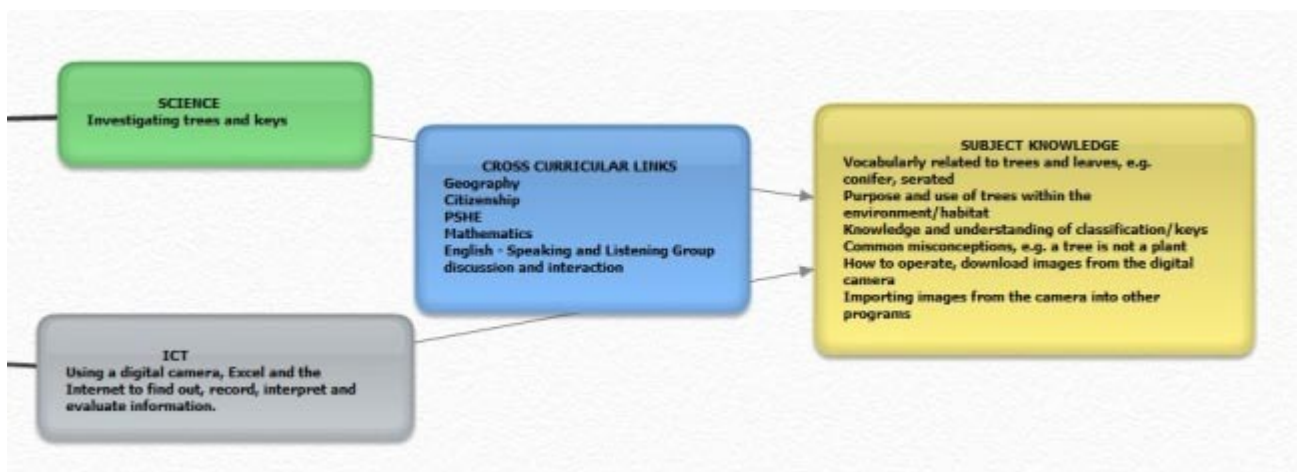 SCIENCE
Investigating trees and keys
CROSS CURRICULAR LINKS
Geography
Citizenship
PSHE
Mathematics
English - Speaking and Listening Group
discussion and interaction
SUBJECT KNOWLEDGE
Vocabularly related to trees and leaves, e.g.
conifer, serated
Purpose and use of trees within the
environment/habitat
Knowledge and understanding of classification/keys
Common misconceptions, e.g. a tree is not a plant
How to operate, download images from the digital
camera
Importing images from the camera into other
programs
ICT
Using a digital camera, Excel and the
Internet to find out, record, interpret and
evaluate information.